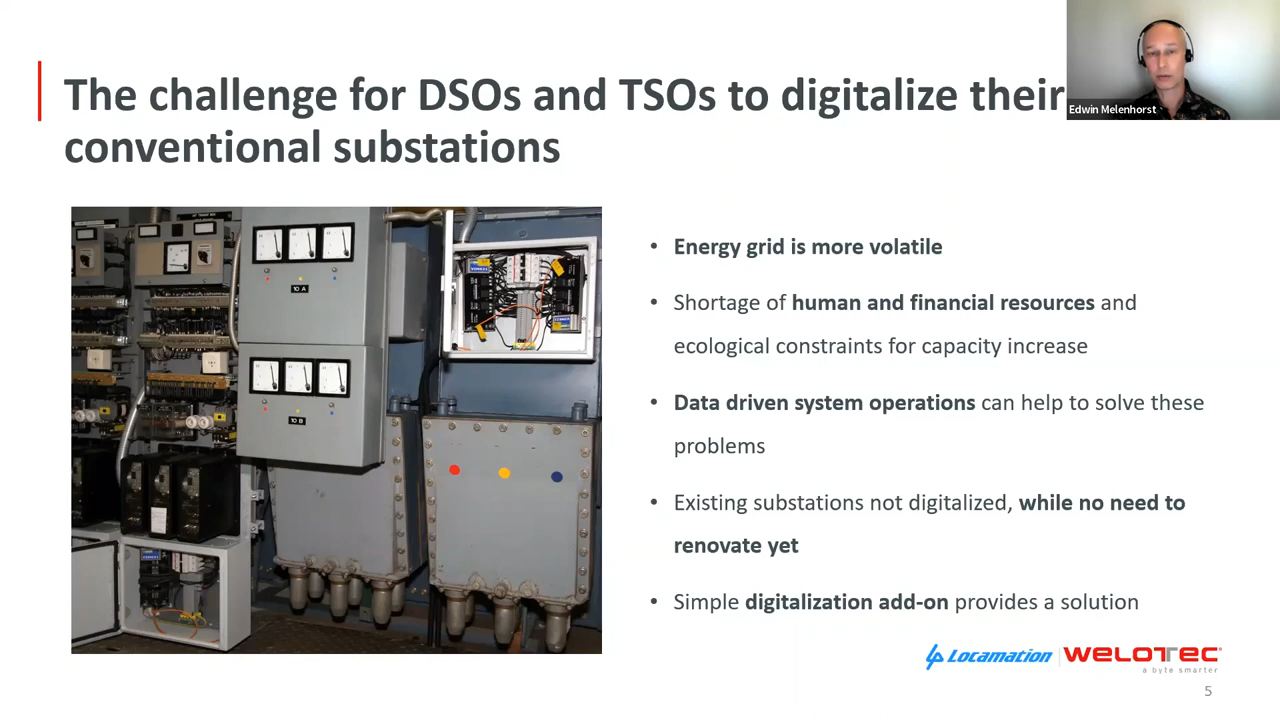 The challenge for DSOs and TSOs to digitalize their
conventional substations
Edwin Melenhorst
10 A
10 B
• Energy grid is more volatile
• Shortage of human and financial resources and
ecological constraints for capacity increase
• Data driven system operations can help to solve these
problems
• Existing substations not digitalized, while no need to
renovate yet
• Simple digitalization add-on provides a solution
Locamation
WELOTEC
a byte smarter
5